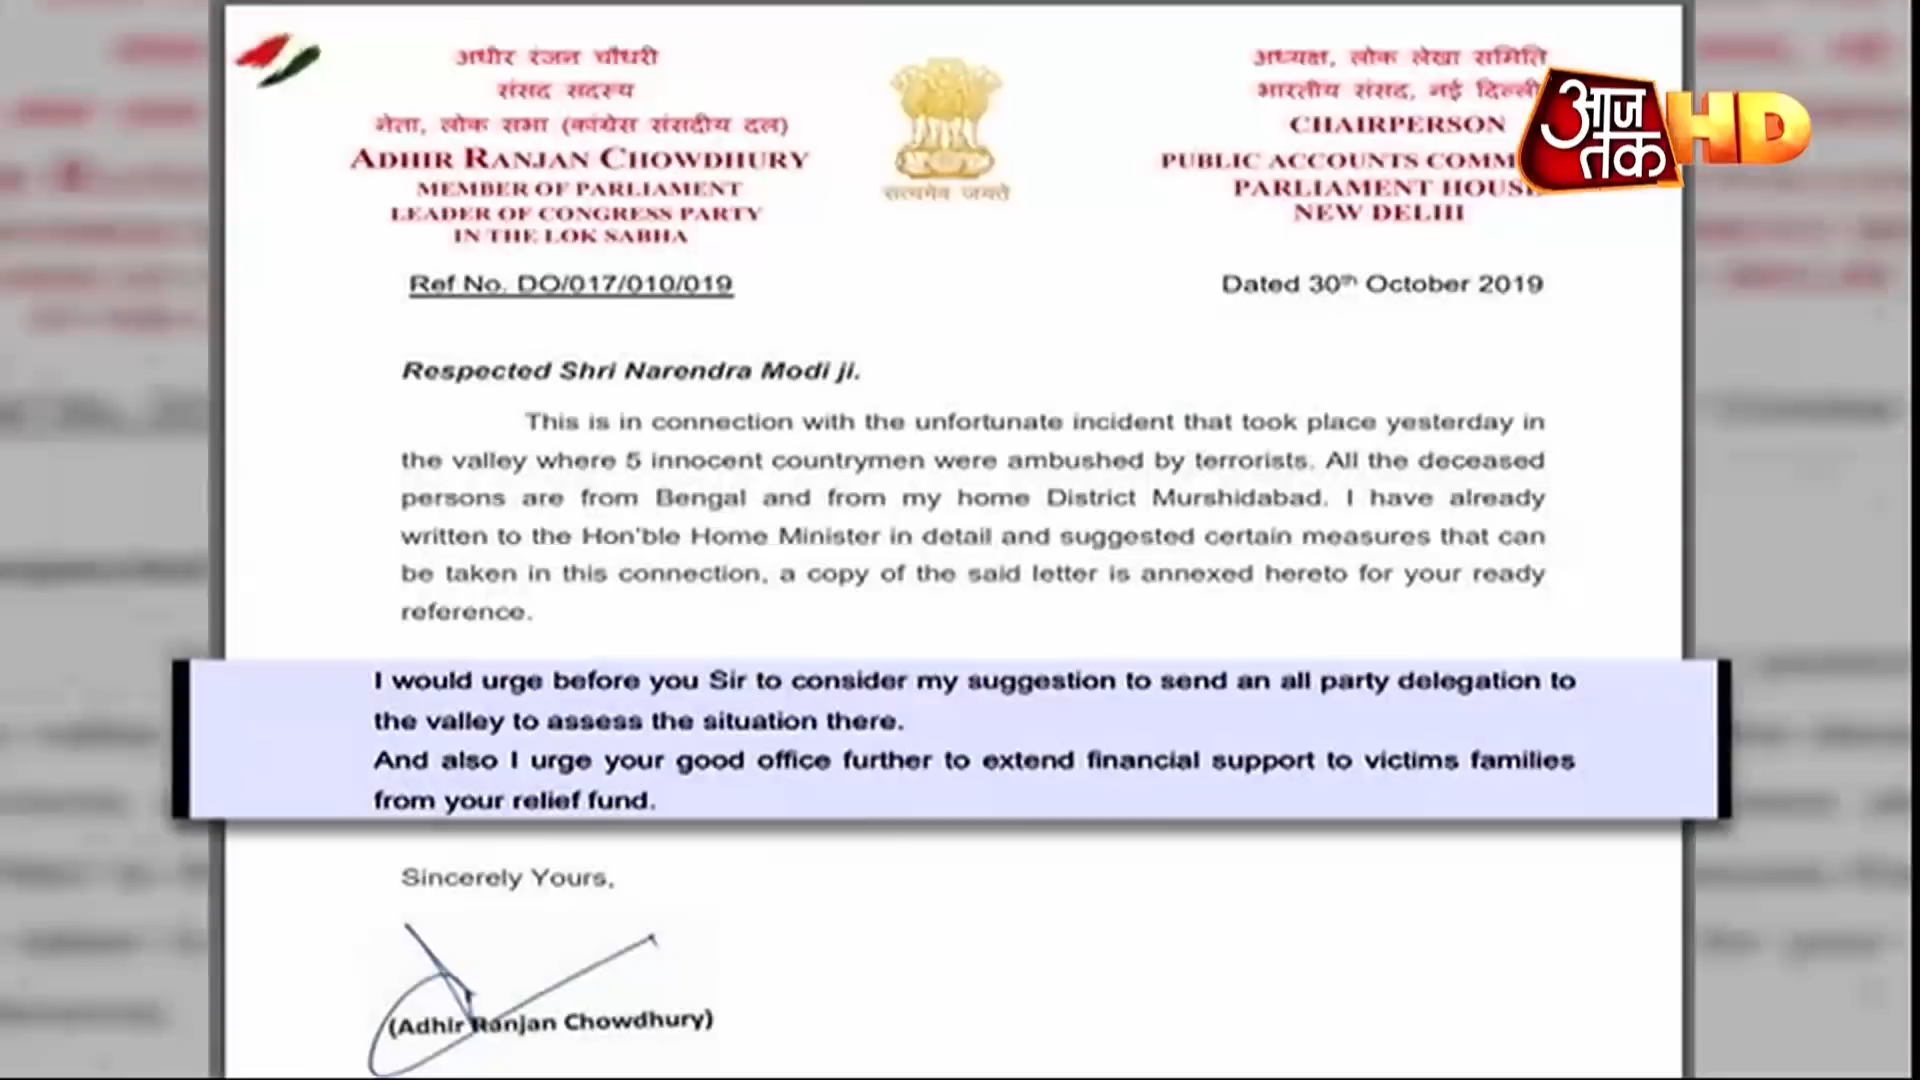 अधीर रंजन चौधरी
संसद सदस्य
नेता, लोक सभा (कांग्रेस संसदीय दल)
ADHIR RANJAN CHOWDHURY
MEMBER OF PARLIAMENT
LEADER OF CONGRESS PARTY
IN THE LOK SABHA
सत्यमेव जयते
अध्यक्ष, लोक लेखा समिति
भारतीय संसद, नई दिल्ली
CHAIRPERSON
PUBLIC ACCOUNTS COMM
PARLIAMENT HOUSE
NEW DELHI
आज तक HD
Ref No. DO/017/010/019
Dated 30th October 2019
Respected Shri Narendra Modi ji.
This is in connection with the unfortunate incident that took place yesterday in
the valley where 5 innocent countrymen were ambushed by terrorists. All the deceased
persons are from Bengal and from my home District Murshidabad. I have already
written to the Hon'ble Home Minister in detail and suggested certain measures that can
be taken in this connection, a copy of the said letter is annexed hereto for your ready
reference.
I would urge before you Sir to consider my suggestion to send an all party delegation to
the valley to assess the situation there.
And also I urge your good office further to extend financial support to victims families
from your relief fund.
Sincerely Yours,
(Adhir Ranjan Chowdhury)